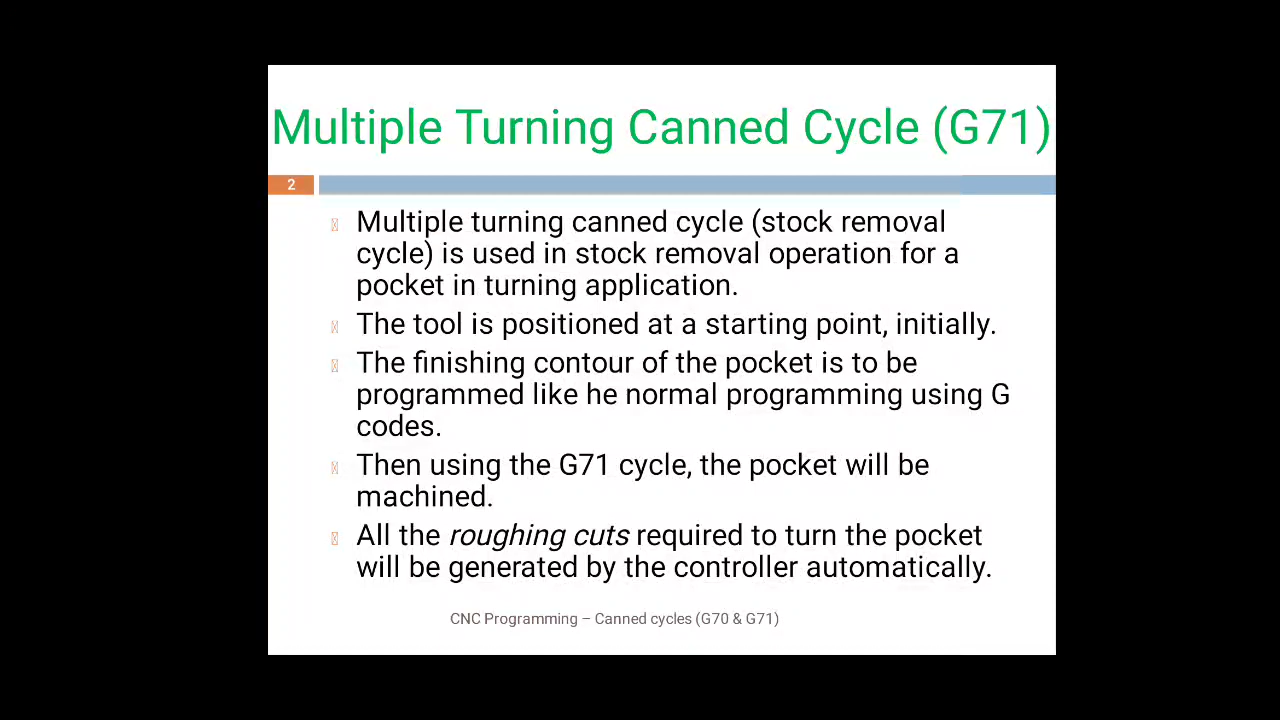 Multiple Turning Canned Cycle (G71)
2
Multiple turning canned cycle (stock removal
cycle) is used in stock removal operation for a
pocket in turning application.
The tool is positioned at a starting point, initially.
The finishing contour of the pocket is to be
programmed like he normal programming using G
codes.
Then using the G71 cycle, the pocket will be
machined.
All the roughing cuts required to turn the pocket
will be generated by the controller automatically.
CNC Programming – Canned cycles (G70 & G71)